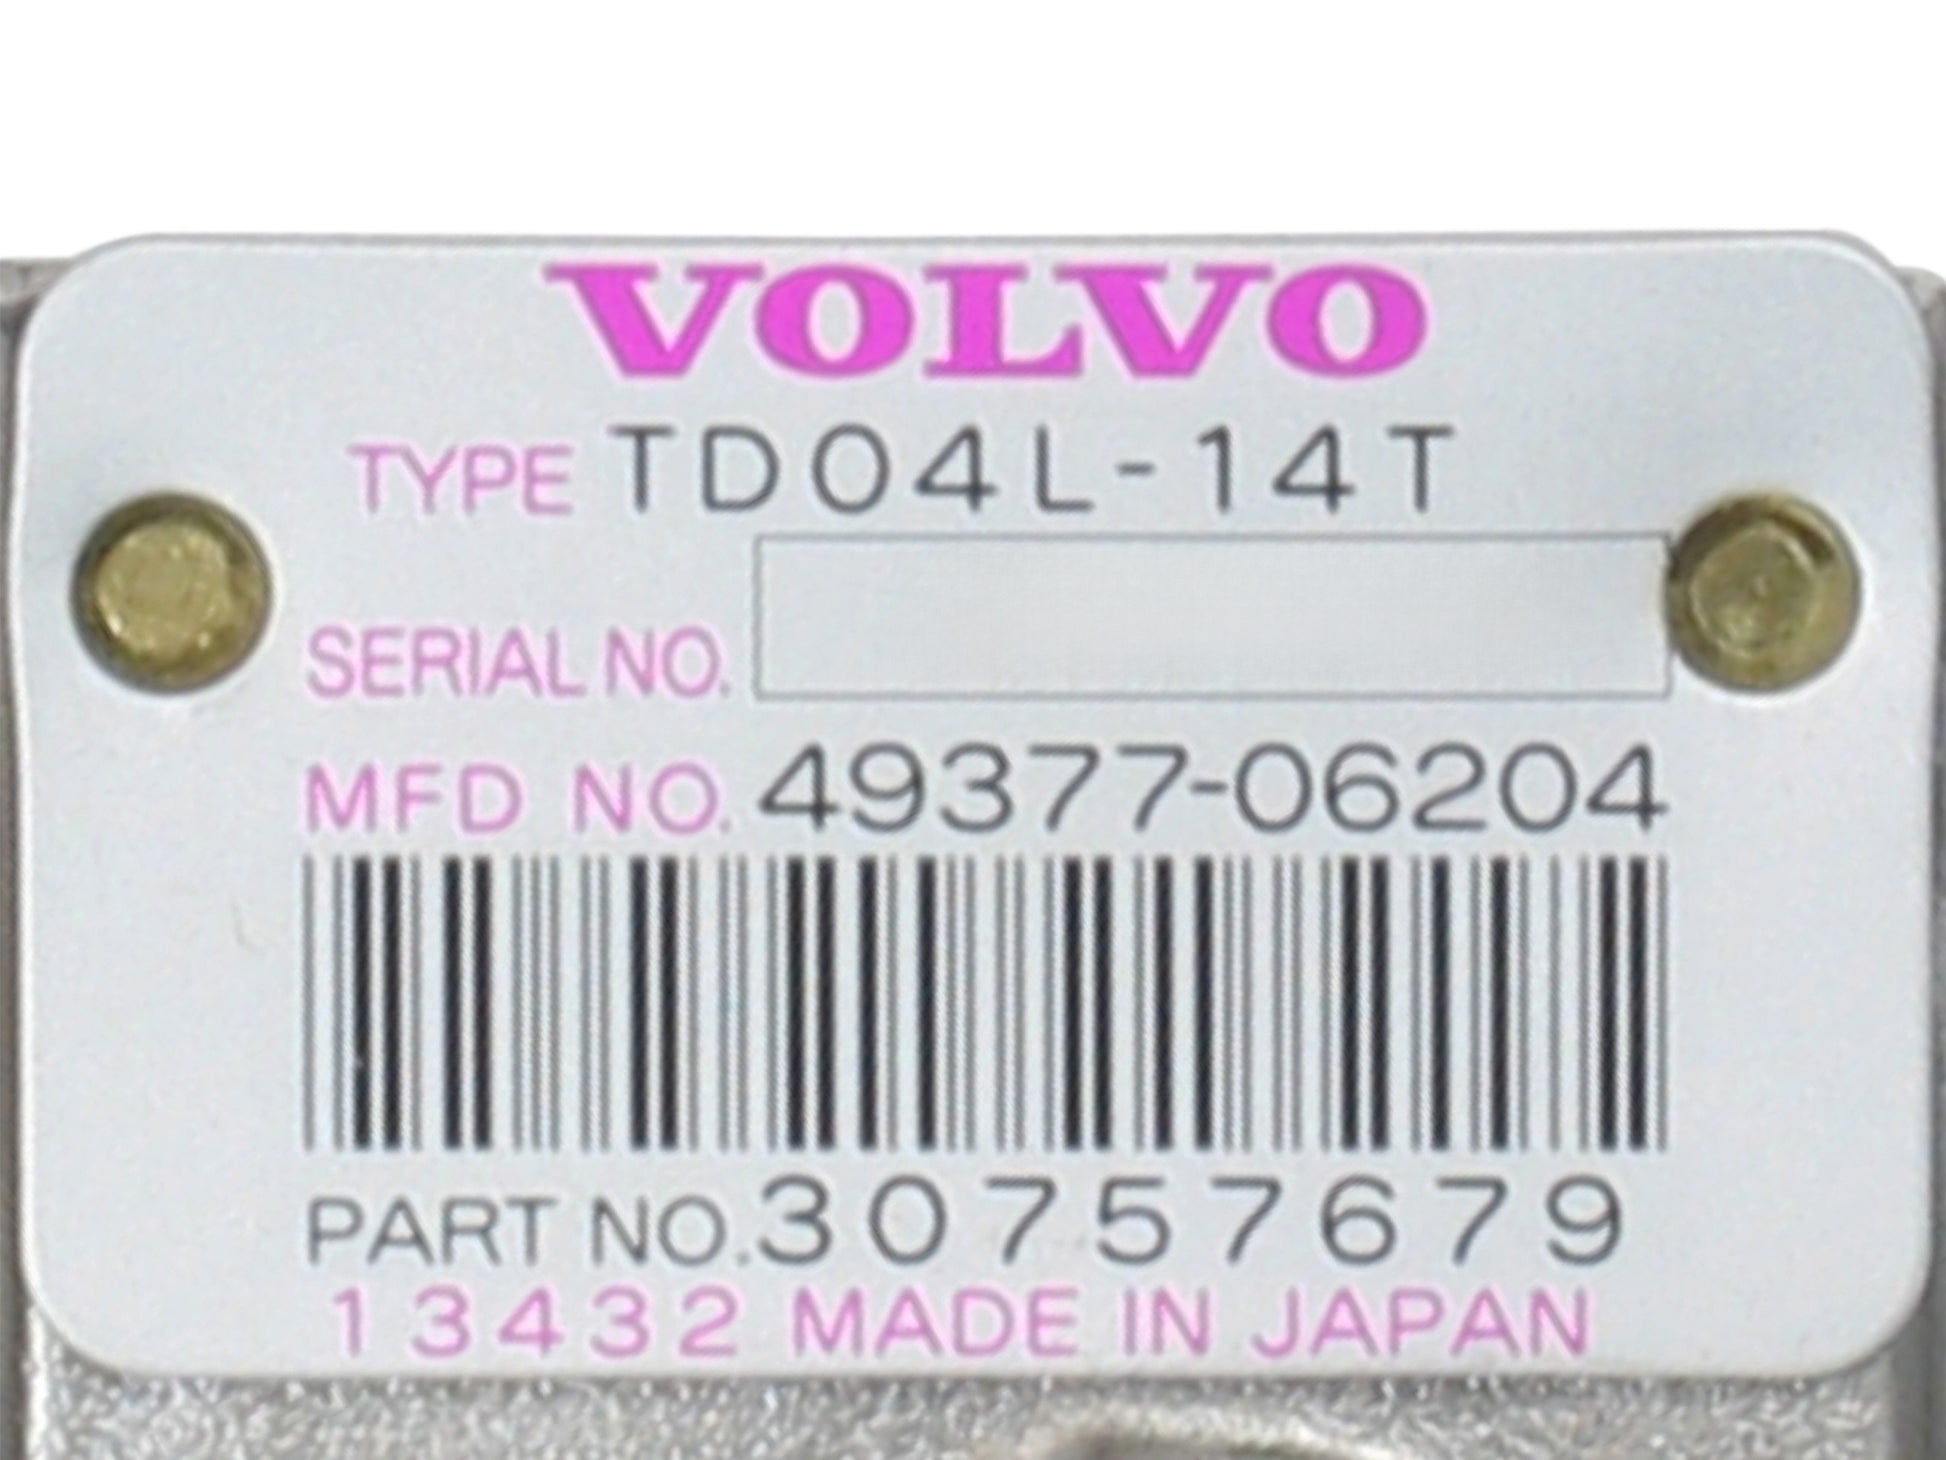 VOLVO
TYPE TD04L-14T
SERIAL NO.
MFD NO. 49377-06204
PART NO. 30757679
13432 MADE IN JAPAN